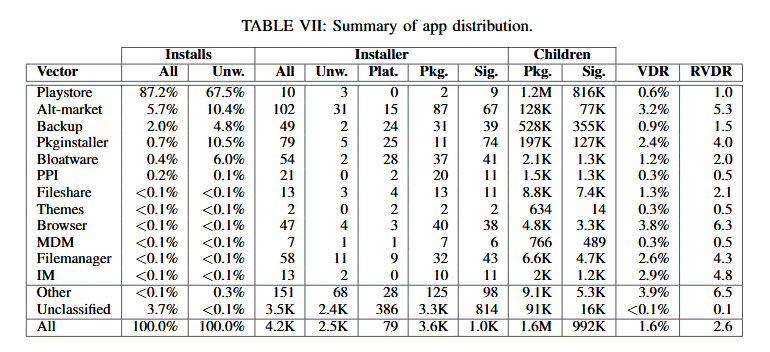 TABLE VII: Summary of app distribution.
Installs Installer Children
Vector All Unw. All Unw. Plat. Pkg. Sig. Pkg. Sig. VDR RVDR
Playstore 87.2% 67.5% 10 3 0 2 9 1.2M 816K 0.6% 1.0
Alt-market 5.7% 10.4% 102 31 15 87 67 128K 77K 3.2% 5.3
Backup 2.0% 4.8% 49 2 24 31 39 528K 355K 0.9% 1.5
Pkginstaller 0.7% 10.5% 79 5 25 11 74 197K 127K 2.4% 4.0
Bloatware 0.4% 6.0% 54 2 28 37 41 2.1K 1.3K 1.2% 2.0
PPI 0.2% 0.1% 21 0 2 20 11 1.5K 1.3K 0.3% 0.5
Fileshare <0.1% <0.1% 13 3 4 13 11 8.8K 7.4K 1.3% 2.1
Themes <0.1% <0.1% 2 0 2 2 2 634 14 0.3% 0.5
Browser <0.1% <0.1% 47 4 3 40 38 4.8K 3.3K 3.8% 6.3
MDM <0.1% <0.1% 7 1 1 7 6 766 489 0.3% 0.5
Filemanager <0.1% <0.1% 58 11 9 32 43 6.6K 4.7K 2.6% 4.3
IM <0.1% <0.1% 13 2 0 10 11 2K 1.2K 2.9% 4.8
Other <0.1% 0.3% 151 68 28 125 98 9.1K 5.3K 3.9% 6.5
Unclassified 3.7% <0.1% 3.5K 2.4K 386 3.3K 814 91K 16K <0.1% 0.1
All 100.0% 100.0% 4.2K 2.5K 79 3.6K 1.0K 1.6M 992K 1.6% 2.6